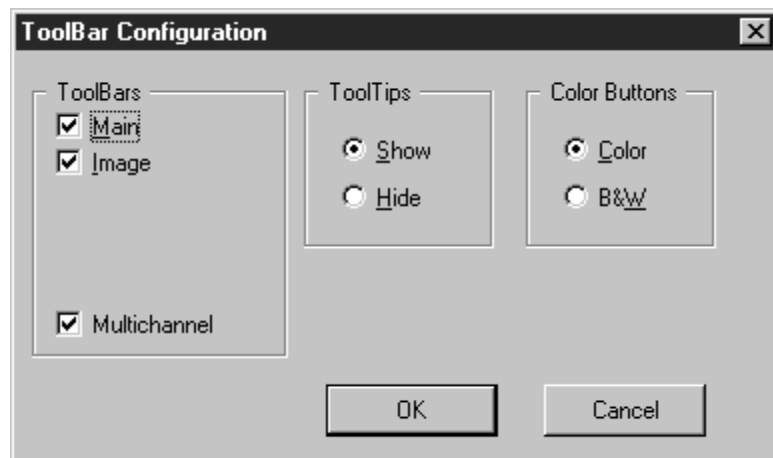 ToolBar Configuration
ToolBars
Main
Image
Multichannel
ToolTips
Show
Hide
Color Buttons
Color
B&W
OK
Cancel